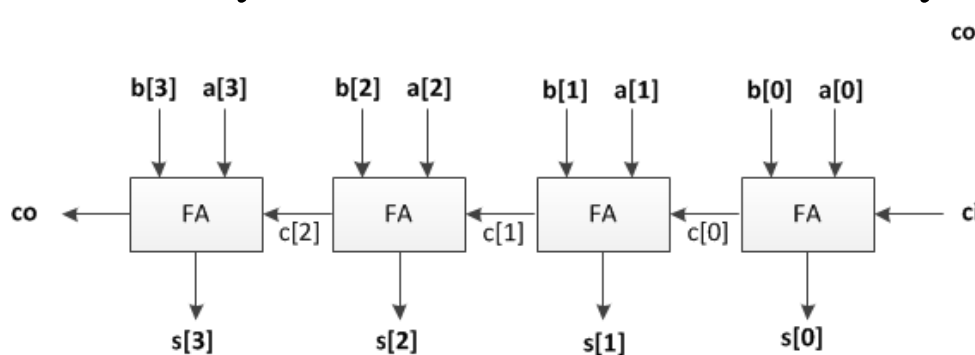 co
b[3] a[3] b[2] a[2] b[1] a[1] b[0] a[0]
co FA FA FA FA ci
c[2] c[1] c[0]
s[3] s[2] s[1] s[0]